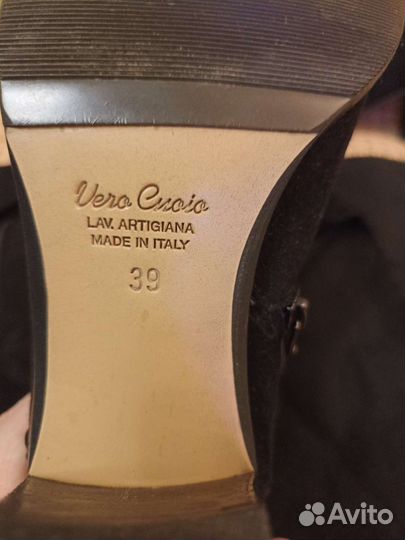 Vero Cuoio
LAV. ARTIGIANA
MADE IN ITALY
39
Avito